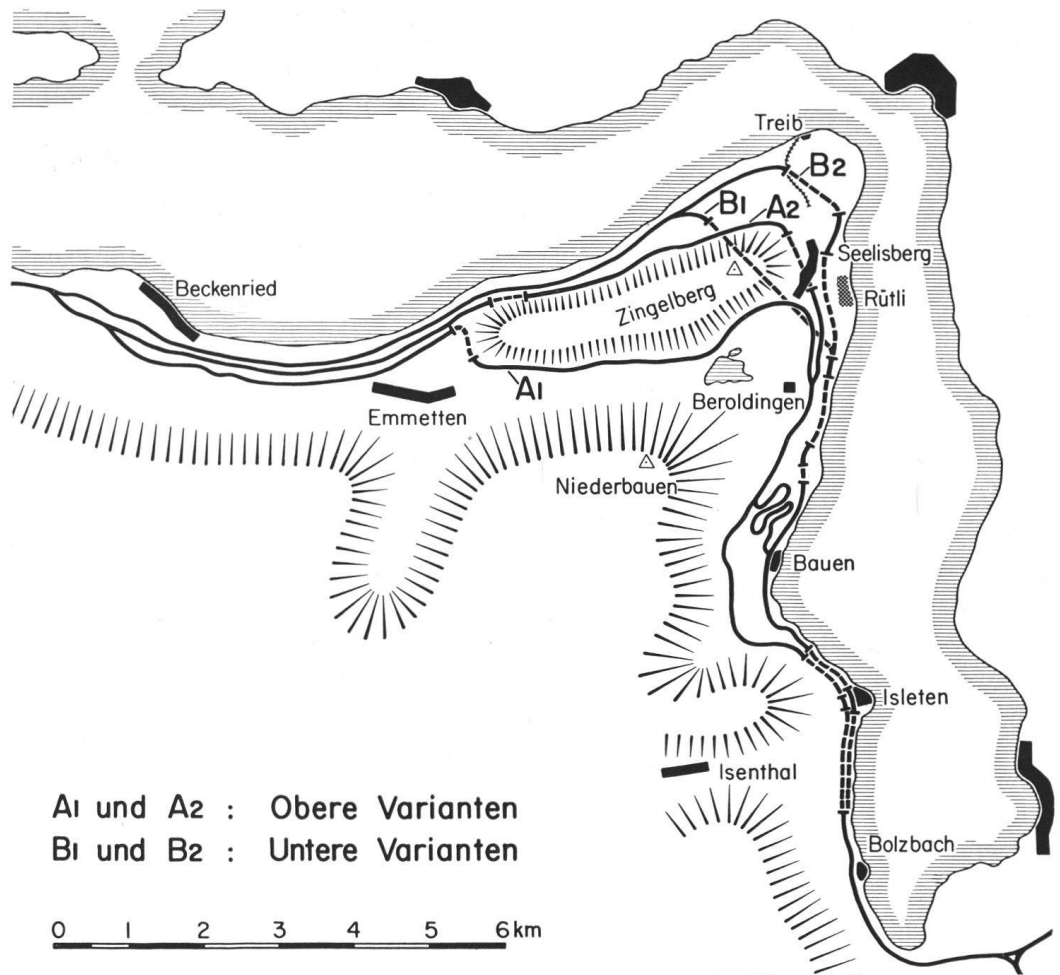 Treib
B2
B1
A2
Seelisberg
Beckenried
Rütli
Zingelberg
A1
Beroldingen
Emmetten
Niederbauen
Bauen
Isleten
Isenthal
A1 und A2 : Obere Varianten
B1 und B2 : Untere Varianten
Bolzbach
0 1 2 3 4 5 6 km